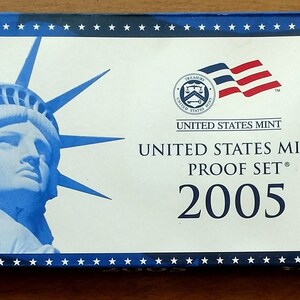 UNITED STATES MINT
UNITED STATES MI
PROOF SET®
2005